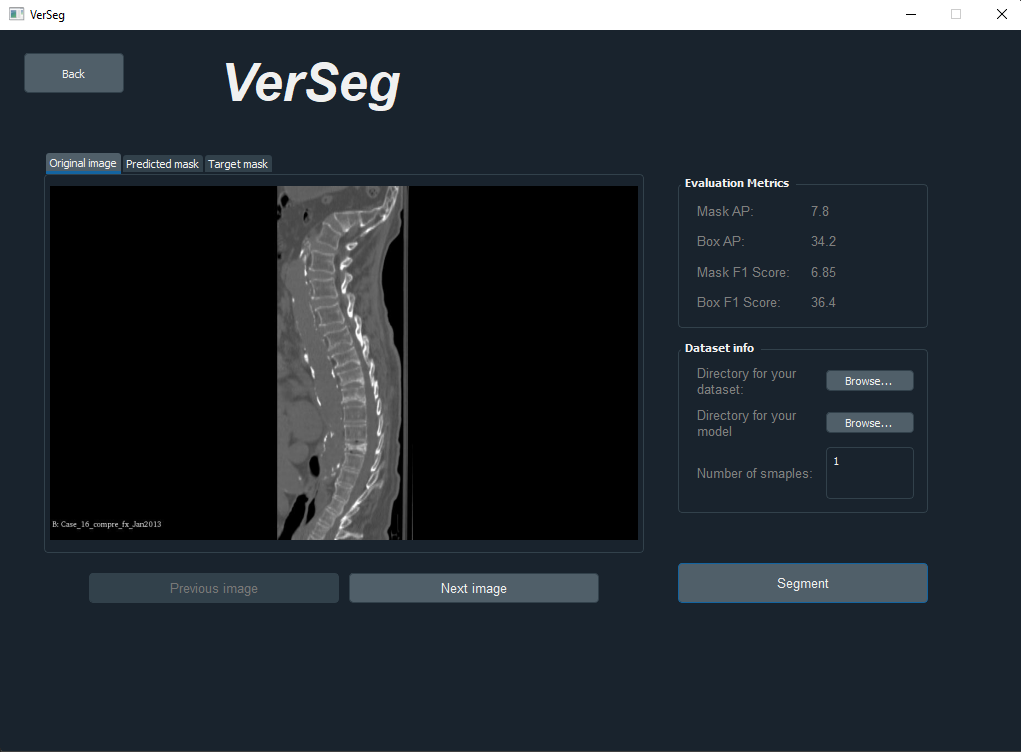 VerSeg
Back
VerSeg
Original image
Predicted mask
Target mask
B: Case_16_compre_fx_Jan2013
Previous image
Next image
Evaluation Metrics
Mask AP: 7.8
Box AP: 34.2
Mask F1 Score: 6.85
Box F1 Score: 36.4
Dataset info
Directory for your
dataset:
Browse...
Directory for your
model
Browse...
Number of smaples: 1
Segment